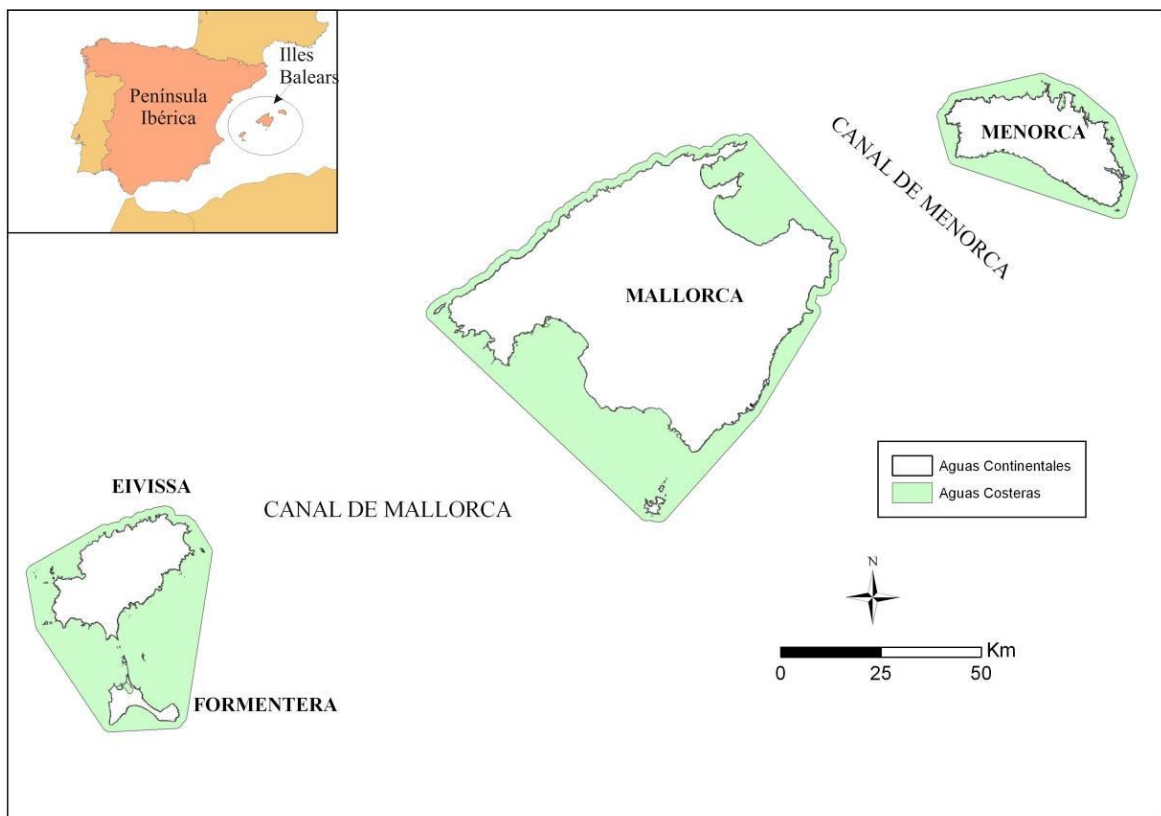 Illes
Balears
Península
Ibérica
MENORCA
CANAL DE MENORCA
MALLORCA
Aguas Continentales
Aguas Costeras
EIVISSA
CANAL DE MALLORCA
N
Km
0 25 50
FORMENTERA